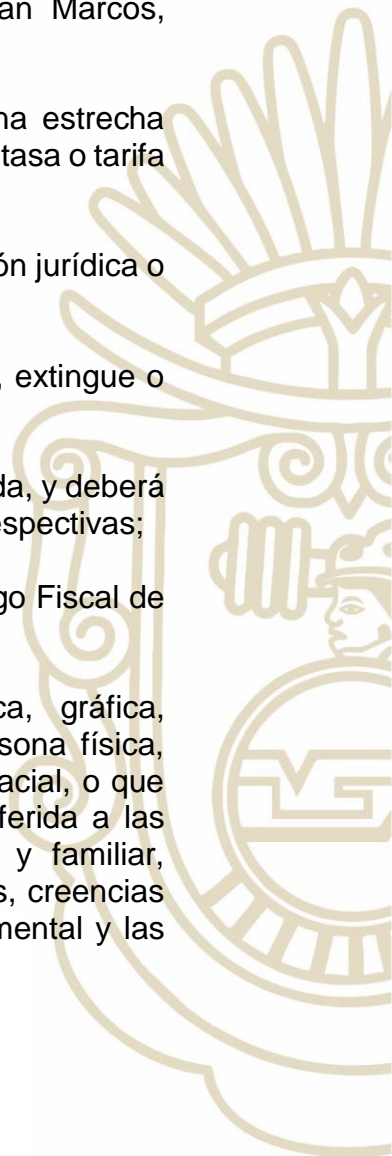 an Marcos,
na estrecha
tasa o tarifa
ón jurídica o
, extingue o
da, y deberá
espectivas;
go Fiscal de
ca, gráfica,
sona física,
acial, o que
ferida a las
y familiar,
s, creencias
mental y las